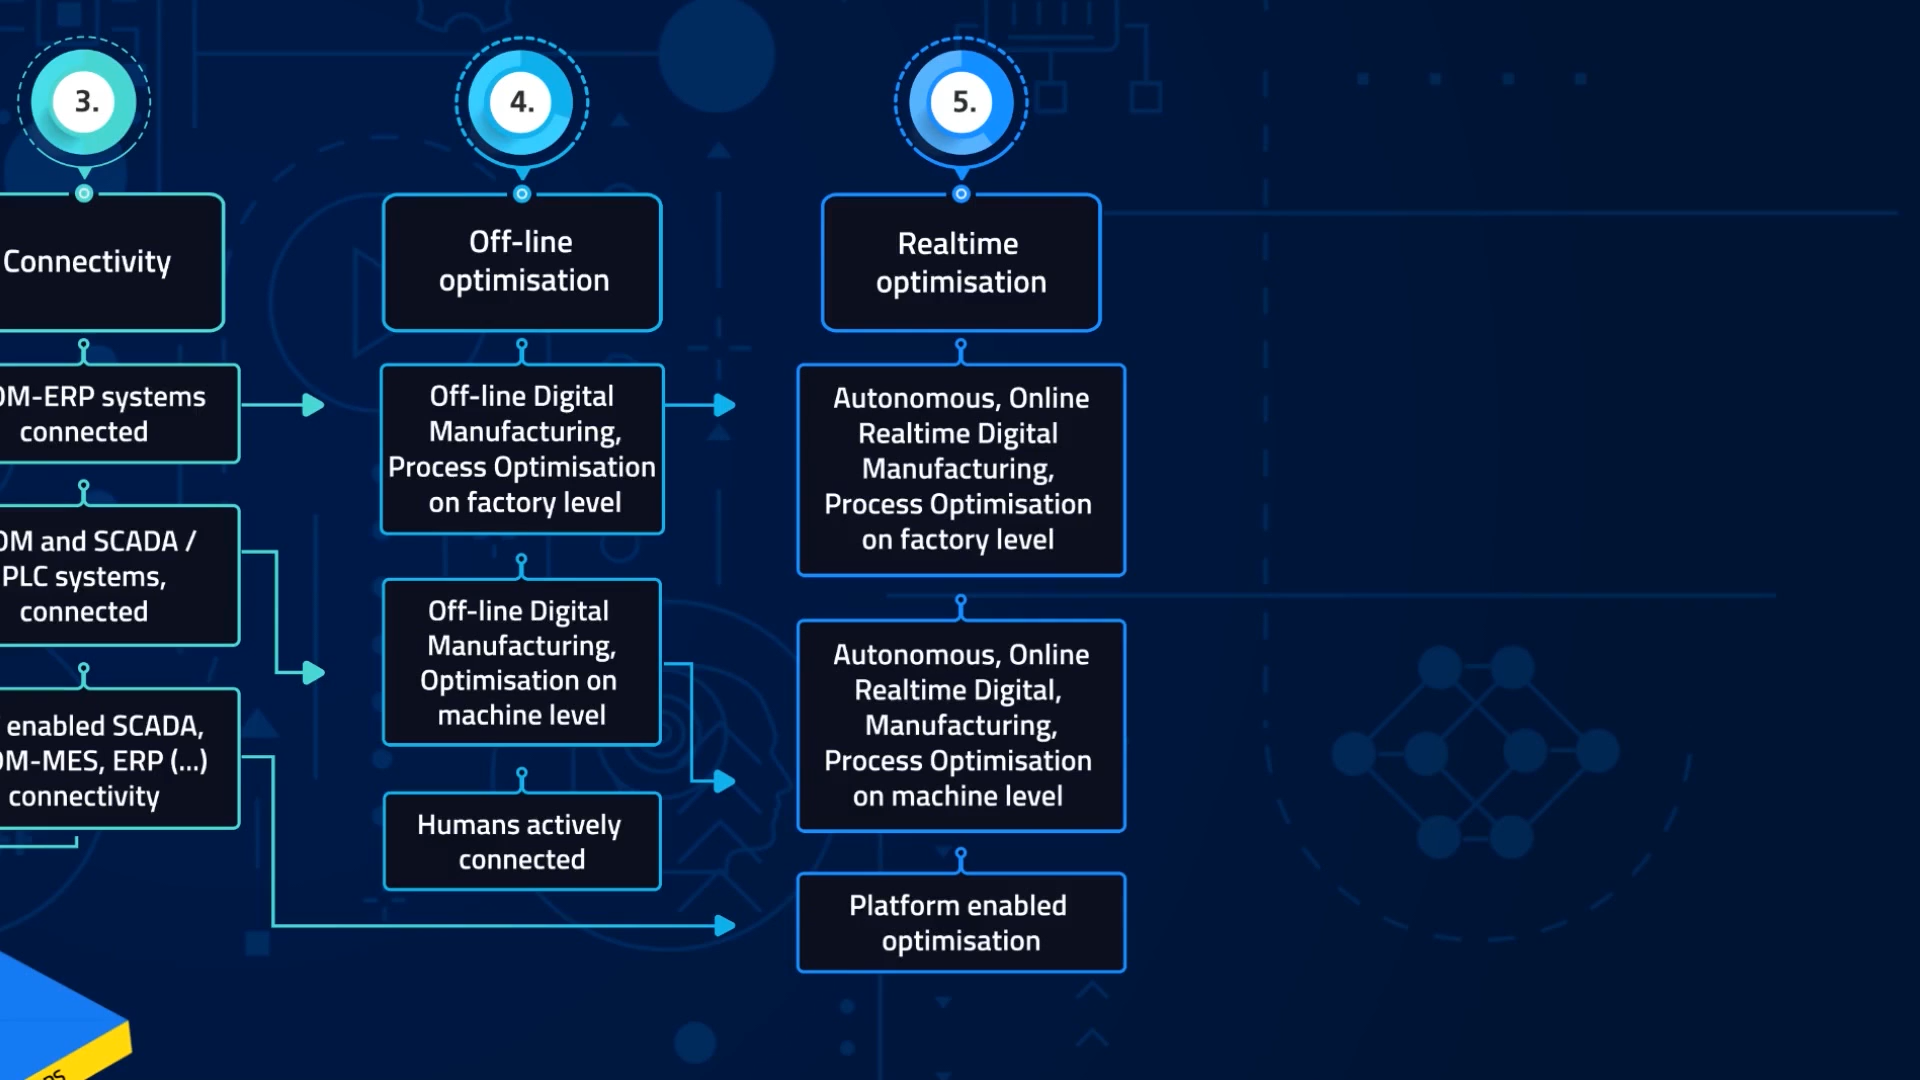 3.
Connectivity
OM-ERP systems
connected
OM and SCADA /
PLC systems,
connected
enabled SCADA,
OM-MES, ERP (...)
connectivity
4.
Off-line
optimisation
Off-line Digital
Manufacturing,
Process Optimisation
on factory level
Off-line Digital
Manufacturing,
Optimisation on
machine level
Humans actively
connected
5.
Realtime
optimisation
Autonomous, Online
Realtime Digital
Manufacturing,
Process Optimisation
on factory level
Autonomous, Online
Realtime Digital,
Manufacturing,
Process Optimisation
on machine level
Platform enabled
optimisation